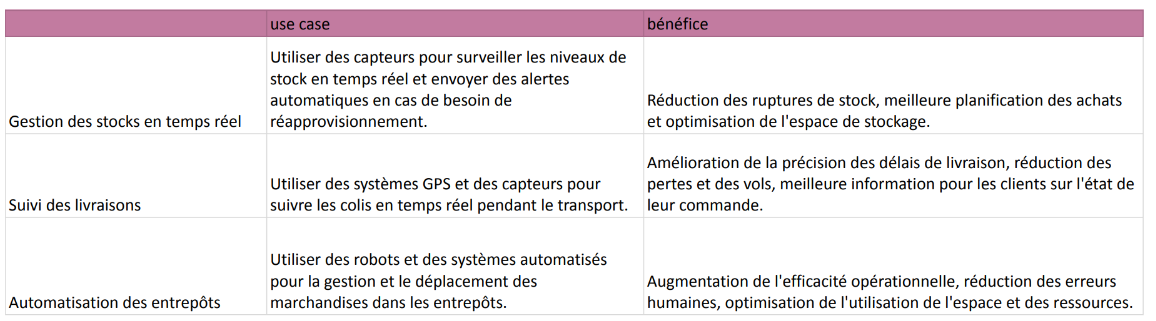 use case
bénéfice
Gestion des stocks en temps réel
Utiliser des capteurs pour surveiller les niveaux de
stock en temps réel et envoyer des alertes
automatiques en cas de besoin de
réapprovisionnement.
Réduction des ruptures de stock, meilleure planification des achats
et optimisation de l'espace de stockage.
Suivi des livraisons
Utiliser des systèmes GPS et des capteurs pour
suivre les colis en temps réel pendant le transport.
Amélioration de la précision des délais de livraison, réduction des
pertes et des vols, meilleure information pour les clients sur l'état de
leur commande.
Automatisation des entrepôts
Utiliser des robots et des systèmes automatisés
pour la gestion et le déplacement des
marchandises dans les entrepôts.
Augmentation de l'efficacité opérationnelle, réduction des erreurs
humaines, optimisation de l'utilisation de l'espace et des ressources.